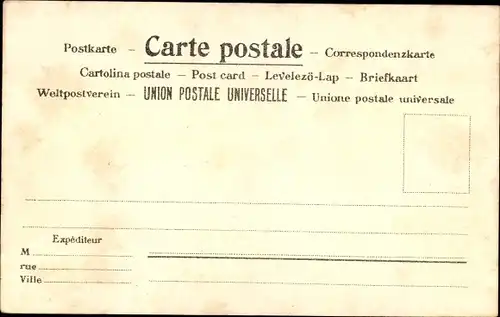 Postkarte – Carte postale – Correspondenzkarte
Cartolina postale – Post card – Levelezö-Lap – Briefkaart
Weltpostverein – UNION POSTALE UNIVERSELLE – Unione postale universale
Expéditeur
M
rue
Ville